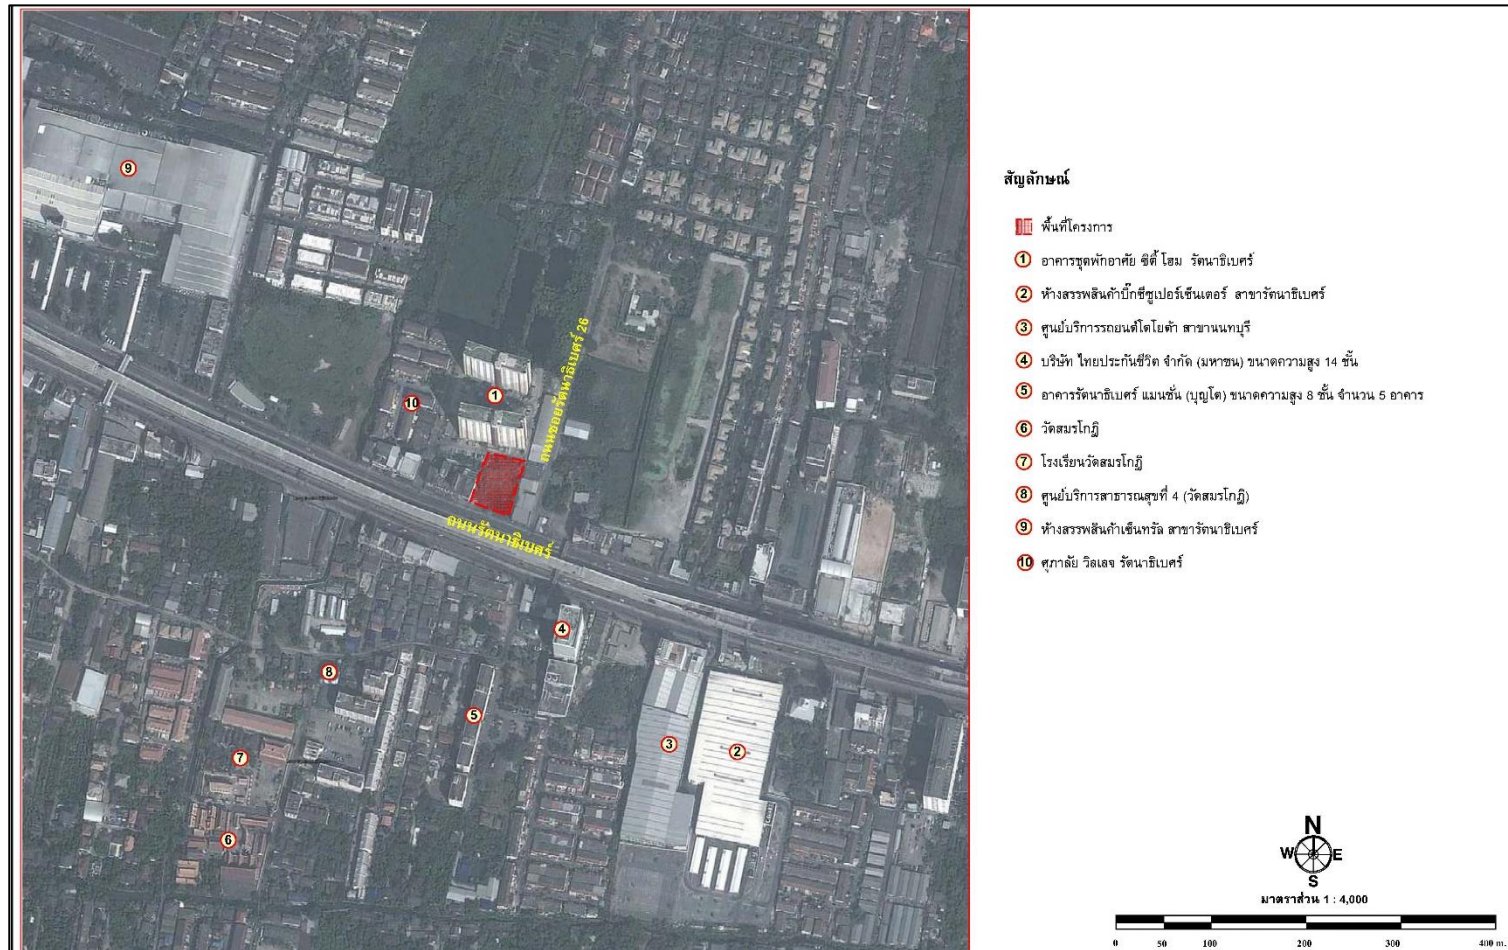 สัญลักษณ์
พื้นที่โครงการ
1 อาคารชุดพักอาศัย ซิตี้ โฮม รัตนาธิเบศร์
2 ห้างสรรพสินค้าบิ๊กซีซูเปอร์เซ็นเตอร์ สาขารัตนาธิเบศร์
3 ศูนย์บริการรถยนต์โตโยต้า สาขานนทบุรี
4 บริษัท ไทยประกันชีวิต จำกัด (มหาชน) ขนาดความสูง 14 ชั้น
5 อาคารรัตนาธิเบศร์ แมนชั่น (บุญโต) ขนาดความสูง 8 ชั้น จำนวน 5 อาคาร
6 วัดสมรโกฎิ
7 โรงเรียนวัดสมรโกฎิ
8 ศูนย์บริการสาธารณสุขที่ 4 (วัดสมรโกฎิ)
9 ห้างสรรพสินค้าเซ็นทรัล สาขารัตนาธิเบศร์
10 ศุภาลัย วิลเลจ รัตนาธิเบศร์
9
1
10
ถนนซอยรัตนาธิเบศร์ 26
ถนนรัตนาธิเบศร์
4
8
5
3
2
7
6
N
W E
S
มาตราส่วน 1 : 4,000
0 50 100 200 300 400 m.